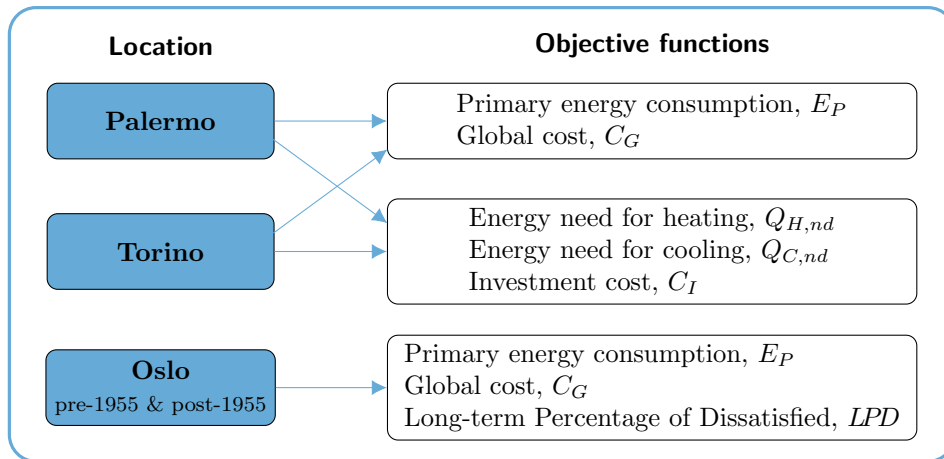 Location
Objective functions
Palermo
Primary energy consumption, E_P
Global cost, C_G
Torino
Energy need for heating, Q_{H,nd}
Energy need for cooling, Q_{C,nd}
Investment cost, C_I
Oslo
pre-1955 & post-1955
Primary energy consumption, E_P
Global cost, C_G
Long-term Percentage of Dissatisfied, LPD